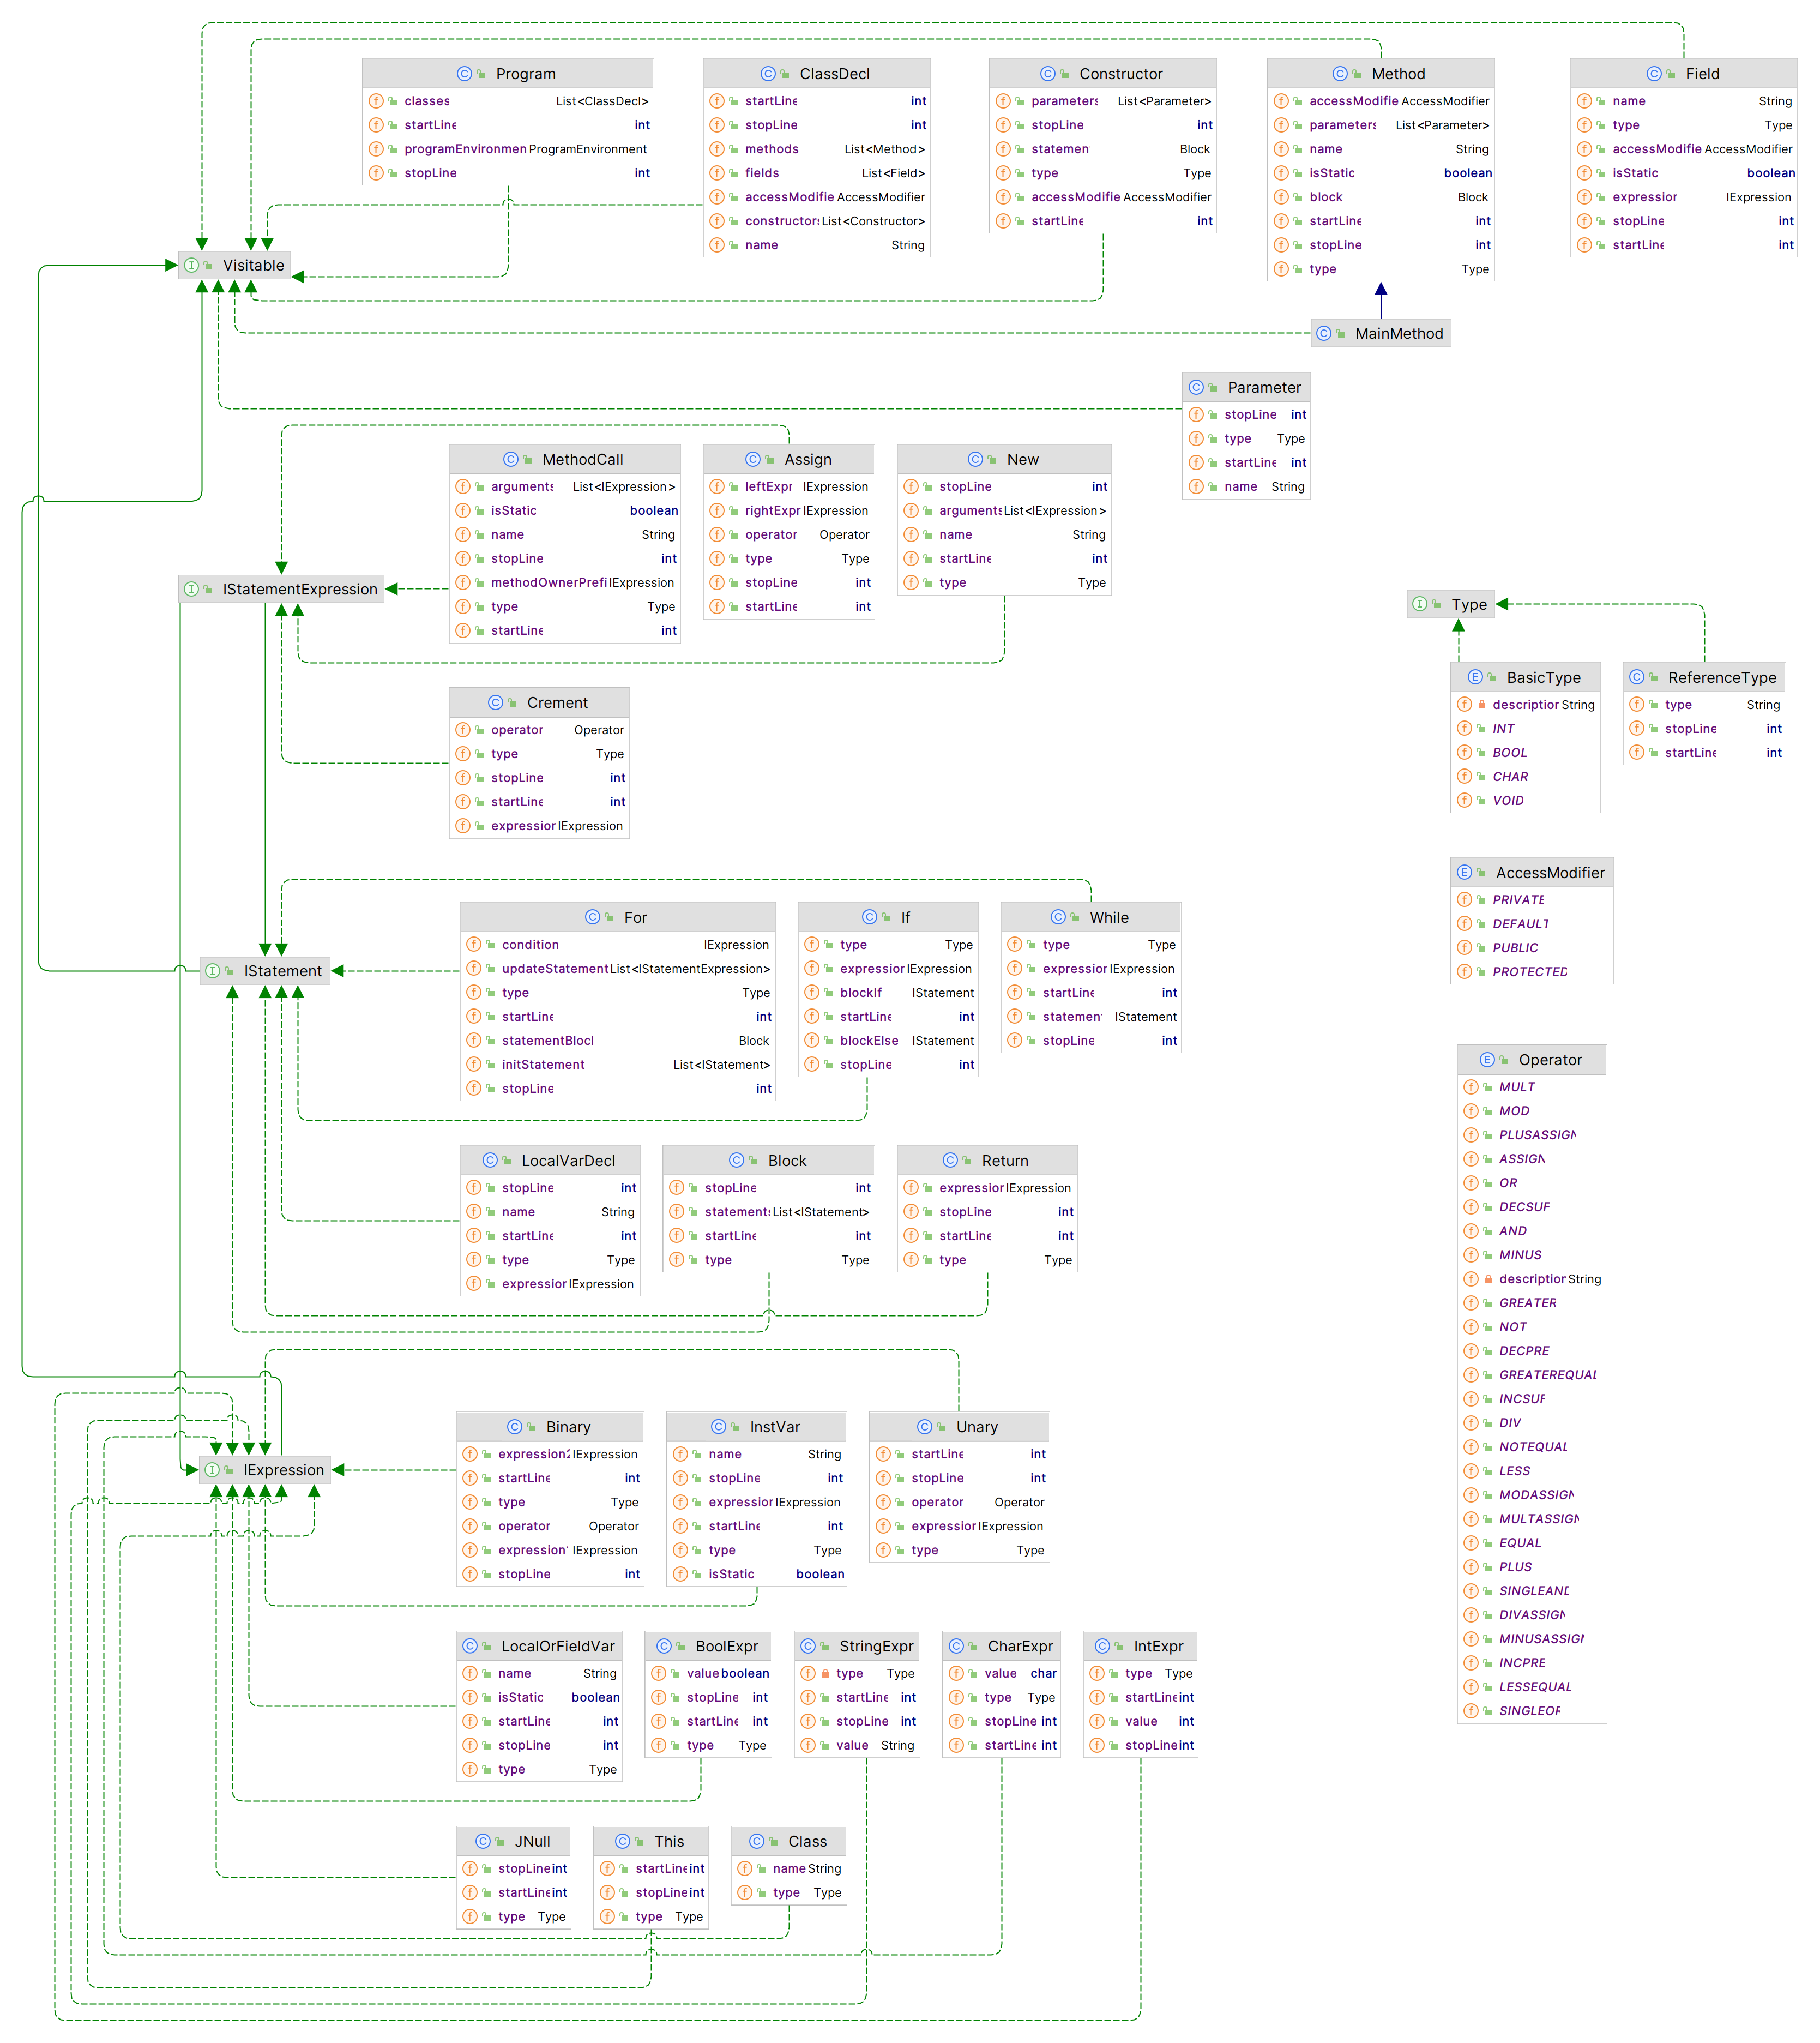 Program
classes List<ClassDecl>
startLine int
programEnvironmen ProgramEnvironment
stopLine int
ClassDecl
startLine int
stopLine int
methods List<Method>
fields List<Field>
accessModifie AccessModifier
constructors List<Constructor>
name String
Constructor
parameters List<Parameter>
stopLine int
statemen Block
type Type
accessModifie AccessModifier
startLine int
Method
accessModifie AccessModifier
parameters List<Parameter>
name String
isStatic boolean
block Block
startLine int
stopLine int
type Type
Field
name String
type Type
accessModifie AccessModifier
isStatic boolean
expression IExpression
stopLine int
startLine int
Visitable
MainMethod
Parameter
stopLine int
type Type
startLine int
name String
MethodCall
arguments List<IExpression>
isStatic boolean
name String
stopLine int
methodOwnerPrefi IExpression
type Type
startLine int
Assign
leftExpr IExpression
rightExpr IExpression
operator Operator
type Type
stopLine int
startLine int
New
stopLine int
arguments List<IExpression>
name String
startLine int
type Type
IStatementExpression
Type
BasicType
description String
INT
BOOL
CHAR
VOID
ReferenceType
type String
stopLine int
startLine int
Crement
operator Operator
type Type
stopLine int
startLine int
expression IExpression
AccessModifier
PRIVATE
DEFAULT
PUBLIC
PROTECTED
For
condition IExpression
updateStatement List<IStatementExpression>
type Type
startLine int
statementBlock Block
initStatement List<IStatement>
stopLine int
If
type Type
expression IExpression
blockIf IStatement
startLine int
blockElse IStatement
stopLine int
While
type Type
expression IExpression
startLine int
statement IStatement
stopLine int
IStatement
Operator
MULT
MOD
PLUSASSIGN
ASSIGN
OR
DECSUF
AND
MINUS
description String
GREATER
NOT
DECPRE
GREATEREQUAL
INCSUF
DIV
NOTEQUAL
LESS
MODASSIGN
MULTASSIGN
EQUAL
PLUS
SINGLEAND
DIVASSIGN
MINUSASSIGN
INCPRE
LESSEQUAL
SINGLEOR
LocalVarDecl
stopLine int
name String
startLine int
type Type
expression IExpression
Block
stopLine int
statements List<IStatement>
startLine int
type Type
Return
expression IExpression
stopLine int
startLine int
type Type
IExpression
Binary
expression2 IExpression
startLine int
type Type
operator Operator
expression1 IExpression
stopLine int
InstVar
name String
stopLine int
expression IExpression
startLine int
type Type
isStatic boolean
Unary
startLine int
stopLine int
operator Operator
expression IExpression
type Type
LocalOrFieldVar
name String
isStatic boolean
startLine int
stopLine int
type Type
BoolExpr
value boolean
stopLine int
startLine int
type Type
StringExpr
type Type
startLine int
stopLine int
value String
CharExpr
value char
type Type
stopLine int
startLine int
IntExpr
type Type
startLine int
value int
stopLine int
JNull
stopLine int
startLine int
type Type
This
startLine int
stopLine int
type Type
Class
name String
type Type